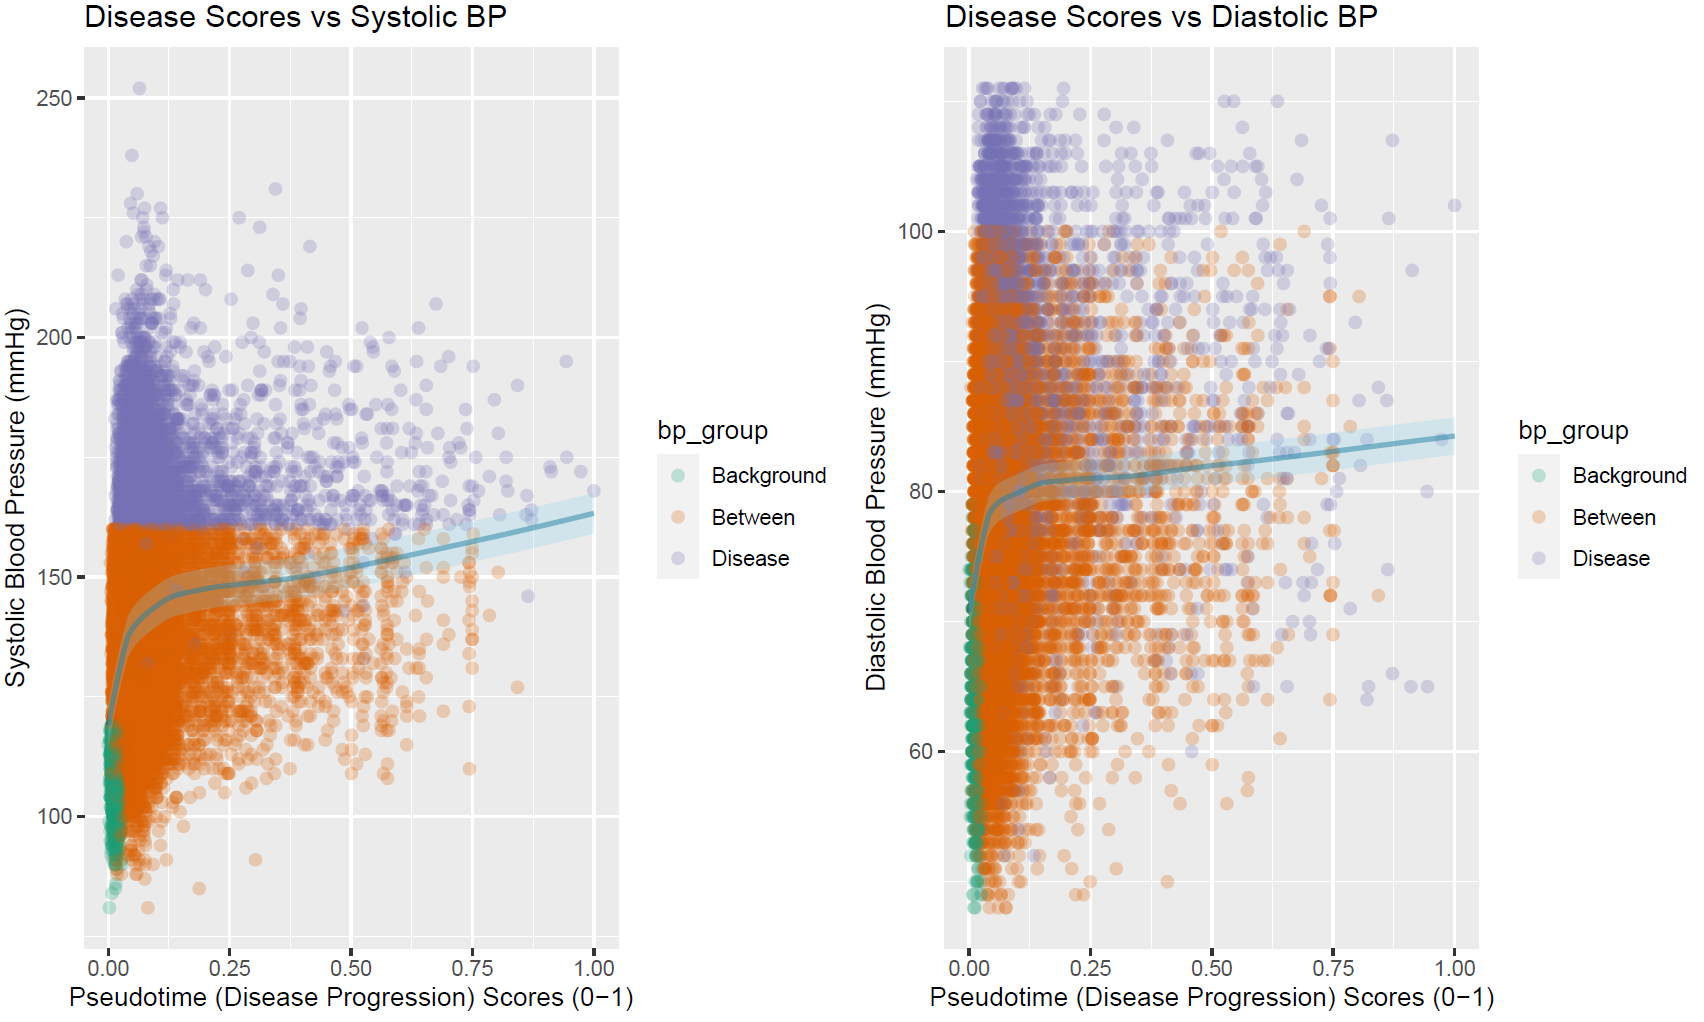 Disease Scores vs Systolic BP
Systolic Blood Pressure (mmHg)
250
200
150
100
0.00 0.25 0.50 0.75 1.00
Pseudotime (Disease Progression) Scores (0−1)
bp_group
Background
Between
Disease
Disease Scores vs Diastolic BP
Diastolic Blood Pressure (mmHg)
100
80
60
0.00 0.25 0.50 0.75 1.00
Pseudotime (Disease Progression) Scores (0−1)
bp_group
Background
Between
Disease